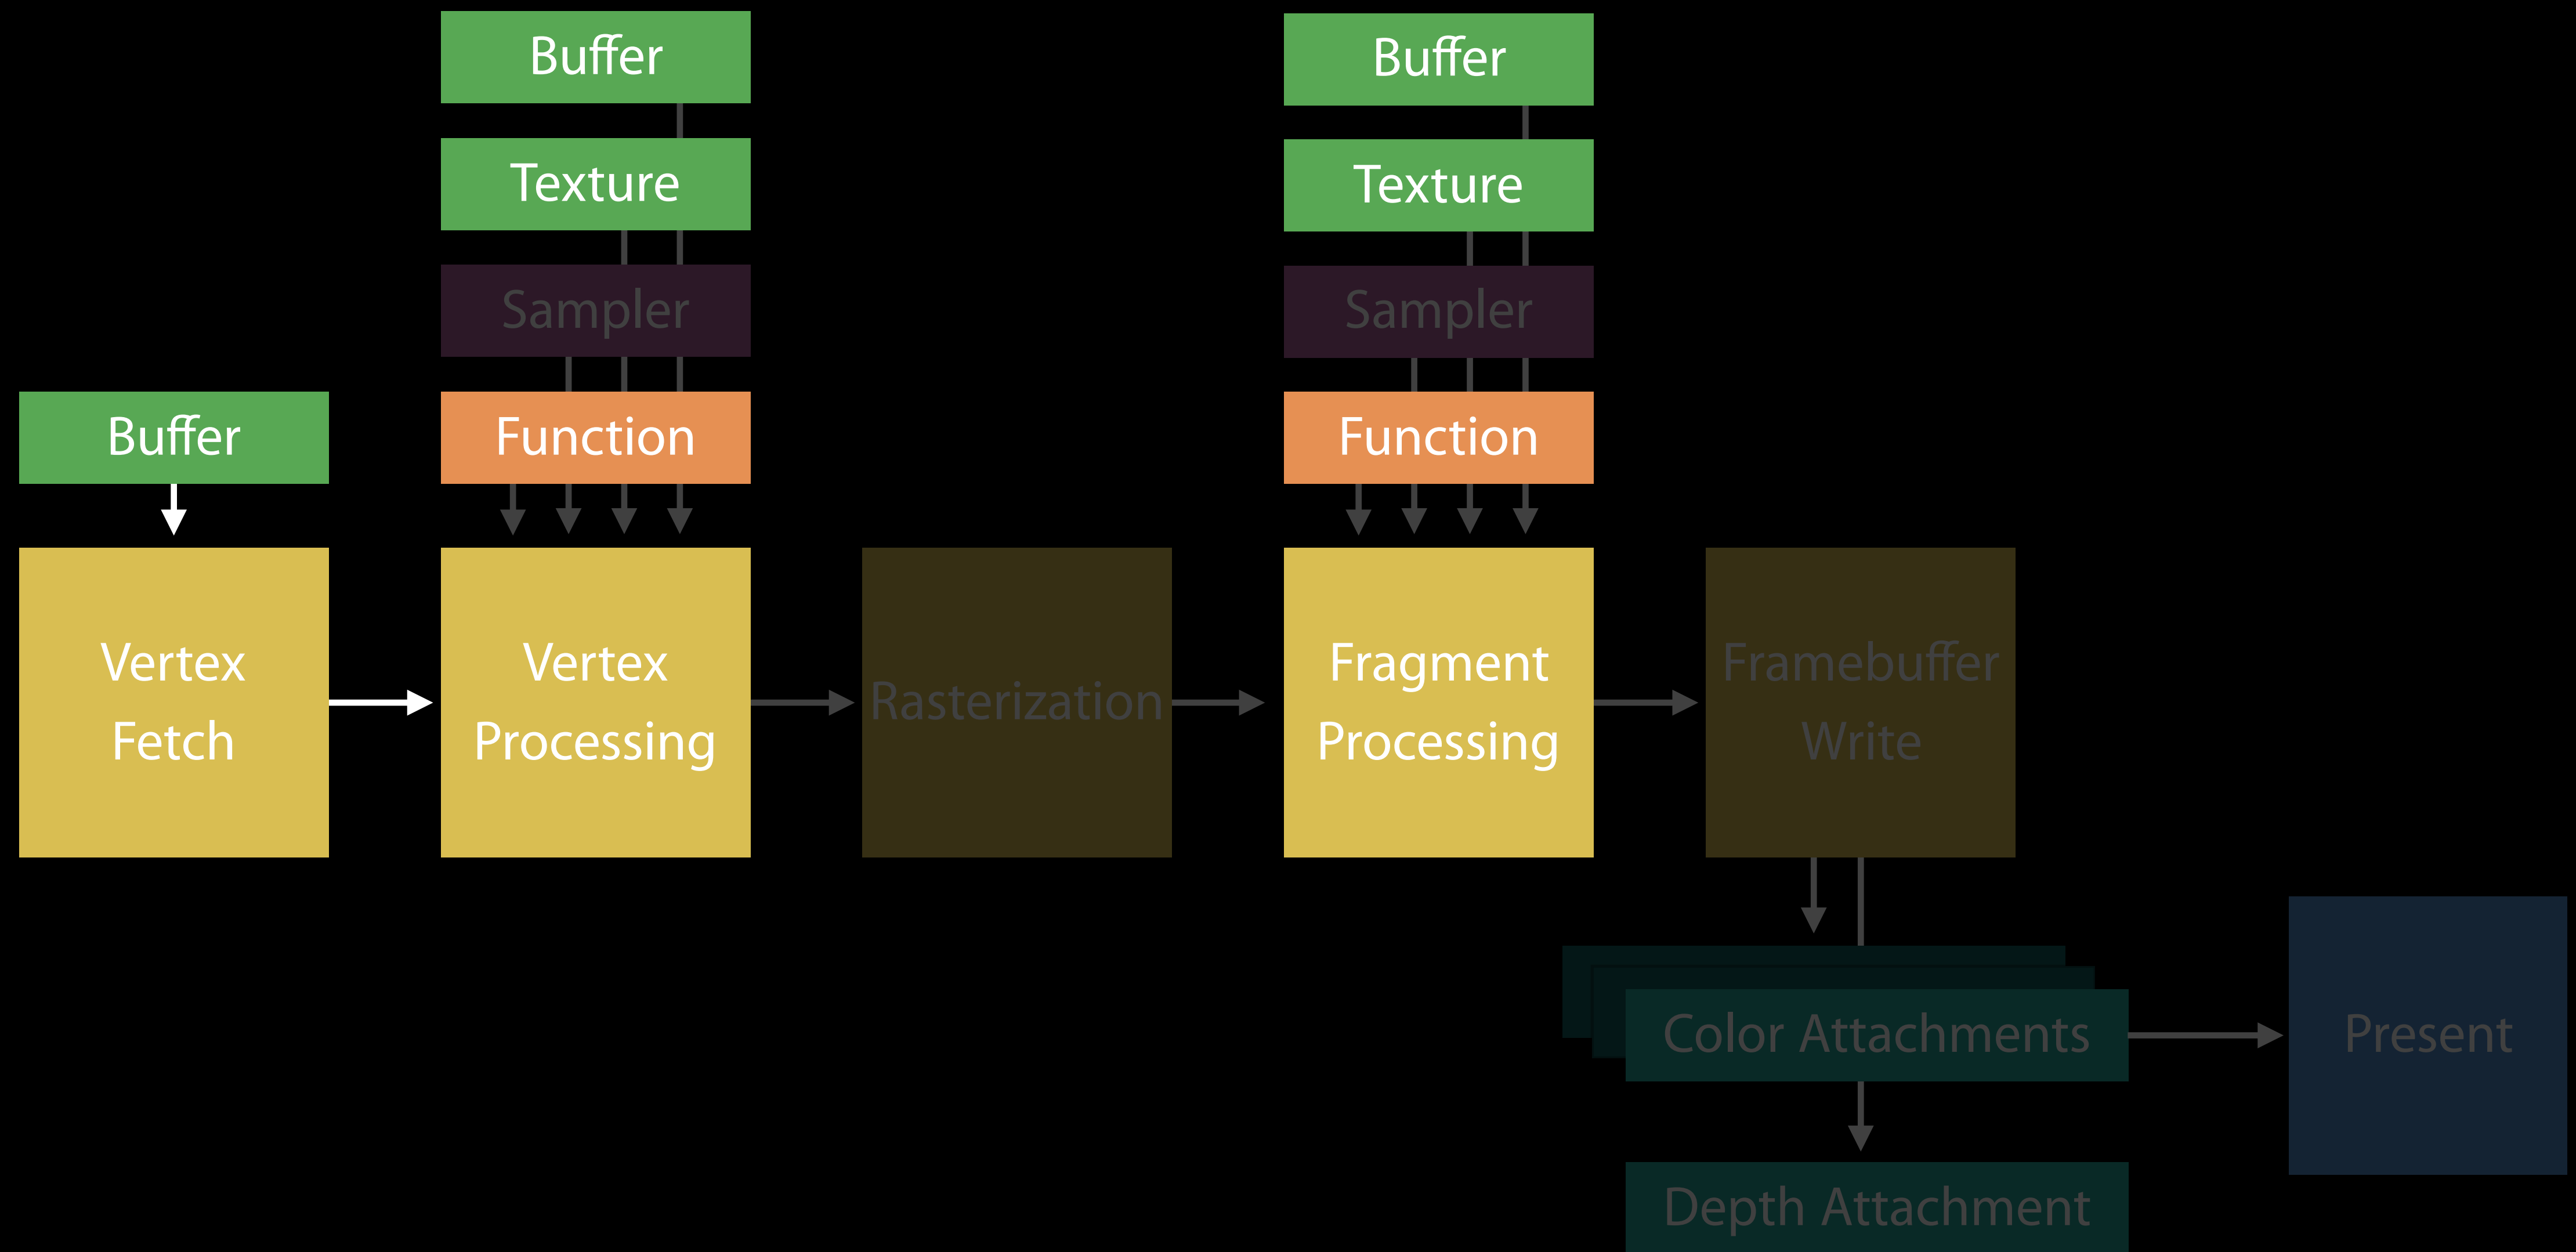 Buffer
Texture
Sampler
Function
Buffer
Texture
Sampler
Function
Buffer
Vertex
Fetch
Vertex
Processing
Rasterization
Fragment
Processing
Framebuffer
Write
Color Attachments
Present
Depth Attachment